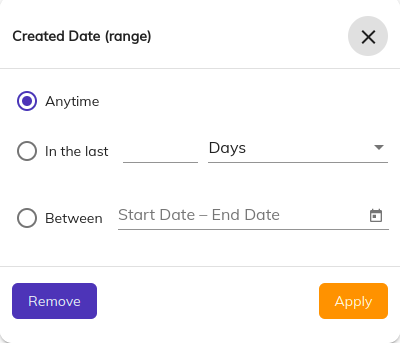 Created Date (range)
Anytime
In the last Days
Between Start Date – End Date
Remove Apply